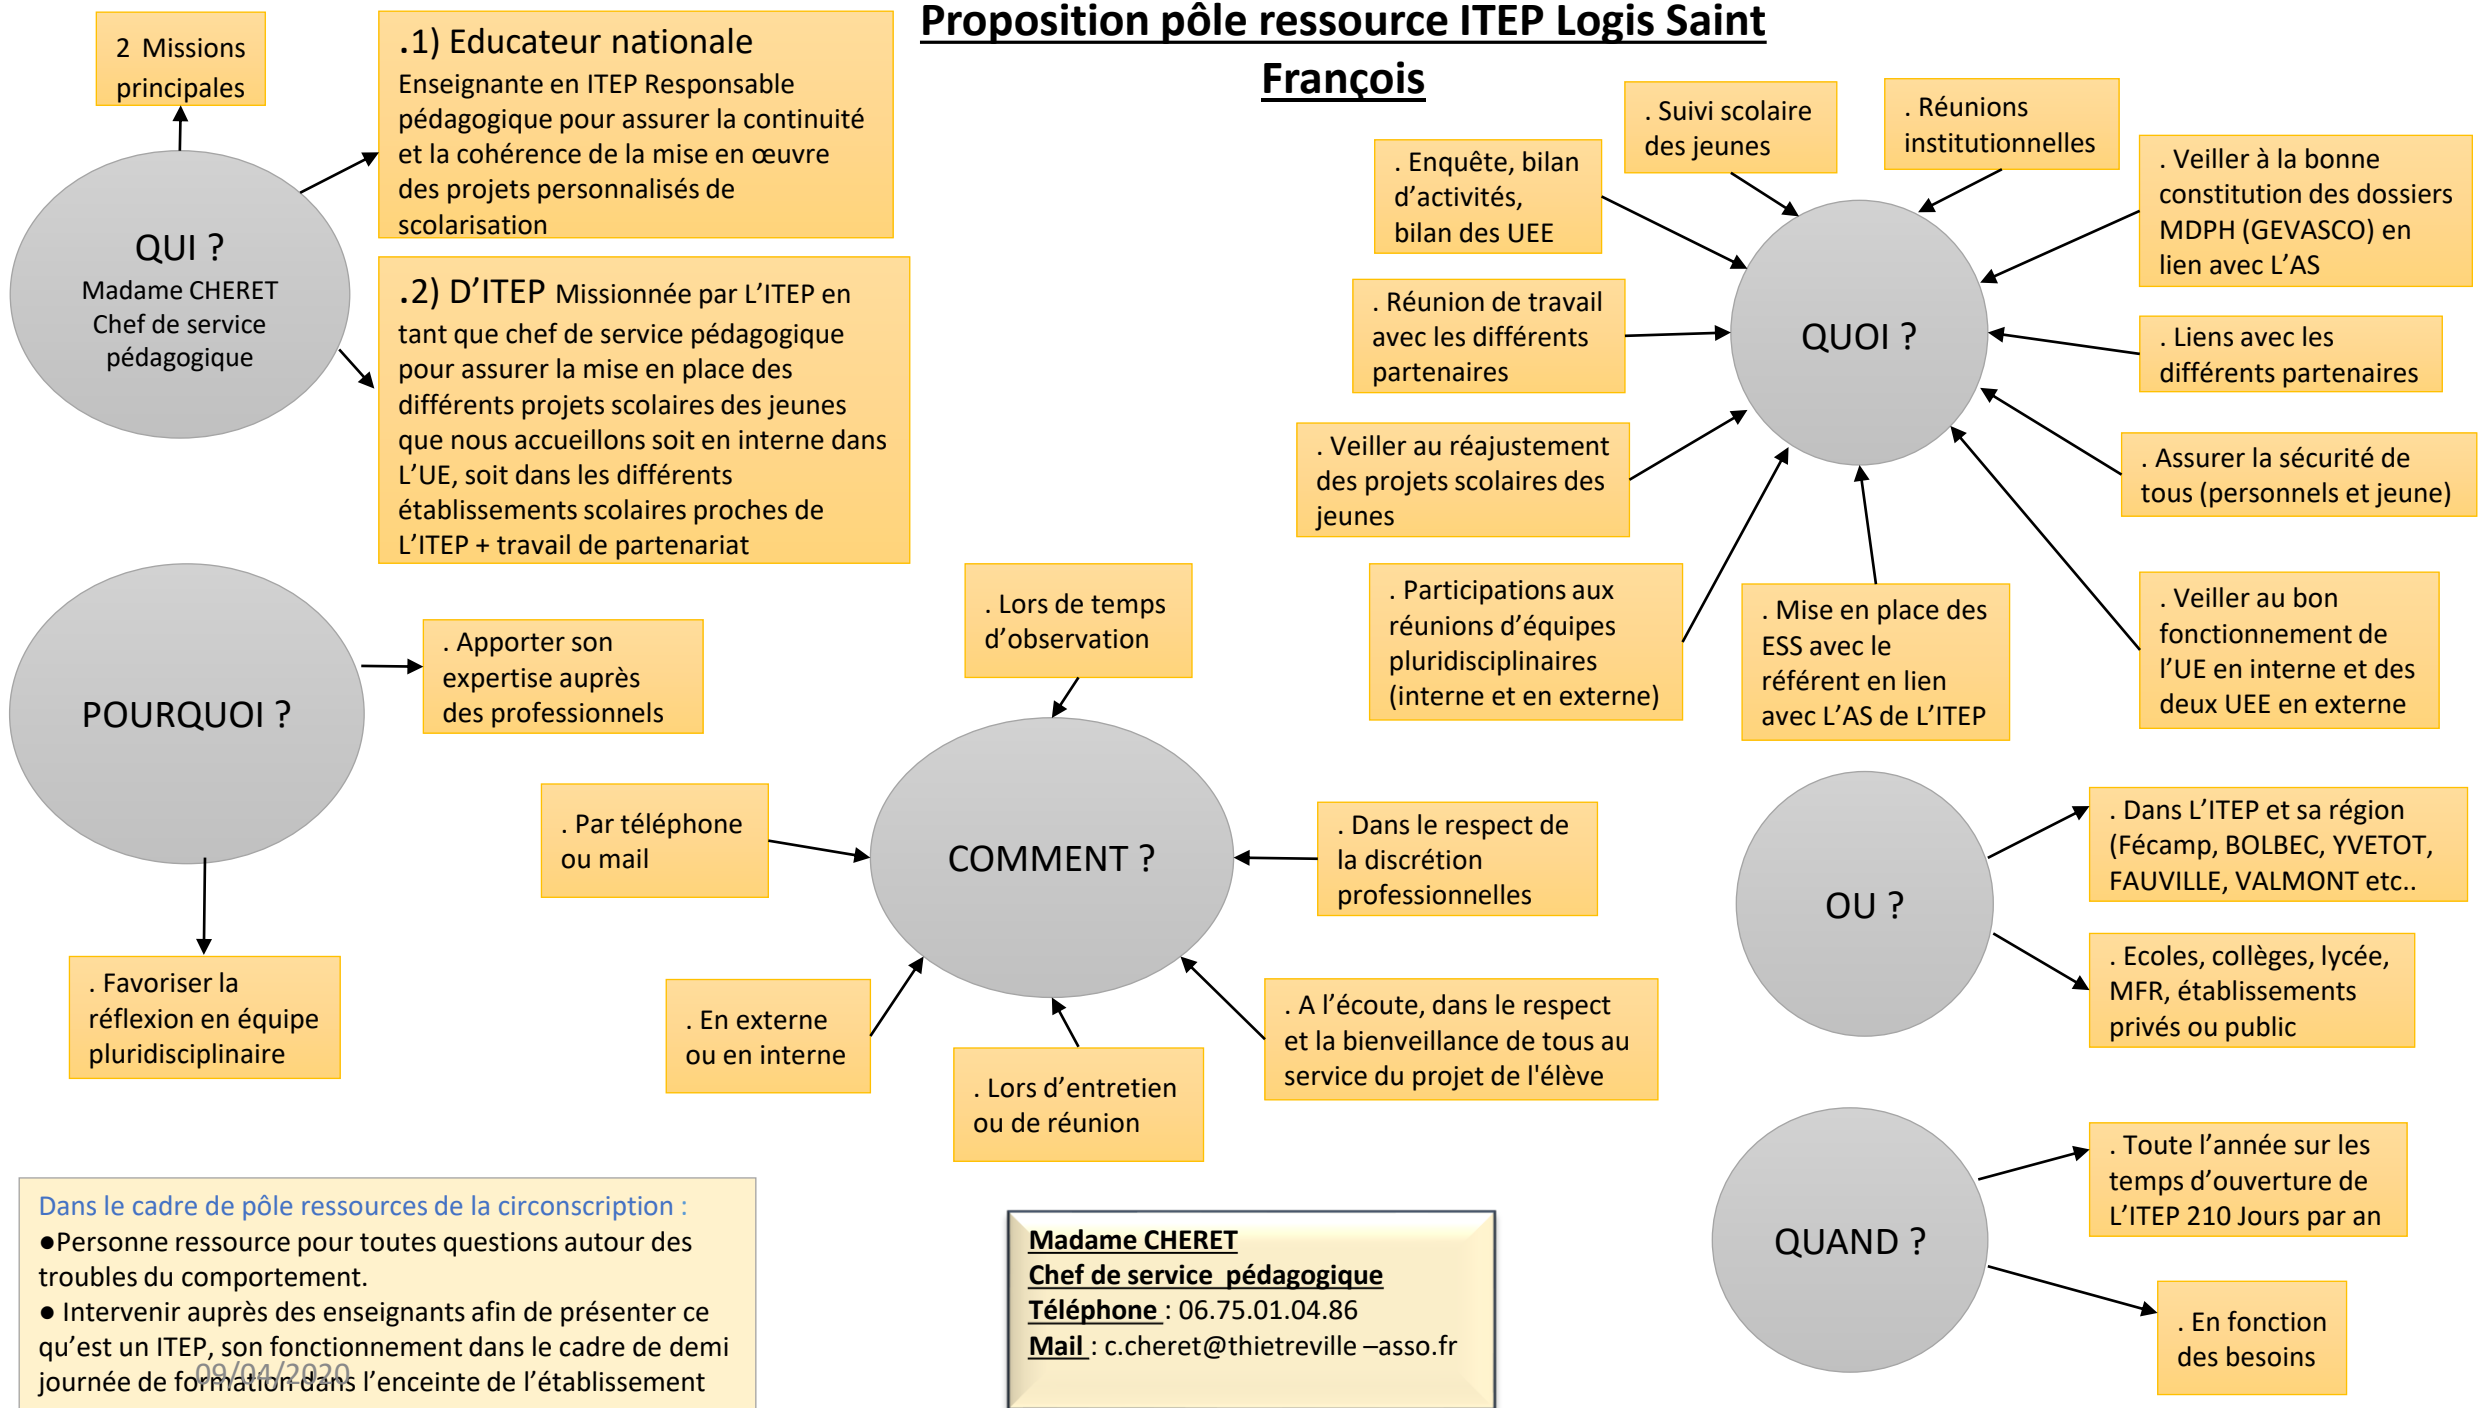 Proposition pôle ressource ITEP Logis Saint
François
2 Missions
principales
QUI ?
Madame CHERET
Chef de service
pédagogique
.1) Educateur nationale
Enseignante en ITEP Responsable
pédagogique pour assurer la continuité
et la cohérence de la mise en œuvre
des projets personnalisés de
scolarisation
.2) D’ITEP Missionnée par L’ITEP en
tant que chef de service pédagogique
pour assurer la mise en place des
différents projets scolaires des jeunes
que nous accueillons soit en interne dans
L’UE, soit dans les différents
établissements scolaires proches de
L’ITEP + travail de partenariat
QUOI ?
. Enquête, bilan
d’activités,
bilan des UEE
. Suivi scolaire
des jeunes
. Réunions
institutionnelles
. Veiller à la bonne
constitution des dossiers
MDPH (GEVASCO) en
lien avec L’AS
. Réunion de travail
avec les différents
partenaires
. Liens avec les
différents partenaires
. Veiller au réajustement
des projets scolaires des
jeunes
. Assurer la sécurité de
tous (personnels et jeune)
. Participations aux
réunions d’équipes
pluridisciplinaires
(interne et en externe)
. Mise en place des
ESS avec le
référent en lien
avec L’AS de L’ITEP
. Veiller au bon
fonctionnement de
l’UE en interne et des
deux UEE en externe
POURQUOI ?
. Apporter son
expertise auprès
des professionnels
. Favoriser la
réflexion en équipe
pluridisciplinaire
COMMENT ?
. Lors de temps
d’observation
. Par téléphone
ou mail
. Dans le respect de
la discrétion
professionnelles
. En externe
ou en interne
. Lors d’entretien
ou de réunion
. A l’écoute, dans le respect
et la bienveillance de tous au
service du projet de l'élève
OU ?
. Dans L’ITEP et sa région
(Fécamp, BOLBEC, YVETOT,
FAUVILLE, VALMONT etc..
. Ecoles, collèges, lycée,
MFR, établissements
privés ou public
QUAND ?
. Toute l’année sur les
temps d’ouverture de
L’ITEP 210 Jours par an
. En fonction
des besoins
Dans le cadre de pôle ressources de la circonscription :
●Personne ressource pour toutes questions autour des
troubles du comportement.
● Intervenir auprès des enseignants afin de présenter ce
qu’est un ITEP, son fonctionnement dans le cadre de demi
journée de formation dans l’enceinte de l’établissement
09/04/2020
Madame CHERET
Chef de service  pédagogique
Téléphone : 06.75.01.04.86
Mail : c.cheret@thietreville –asso.fr